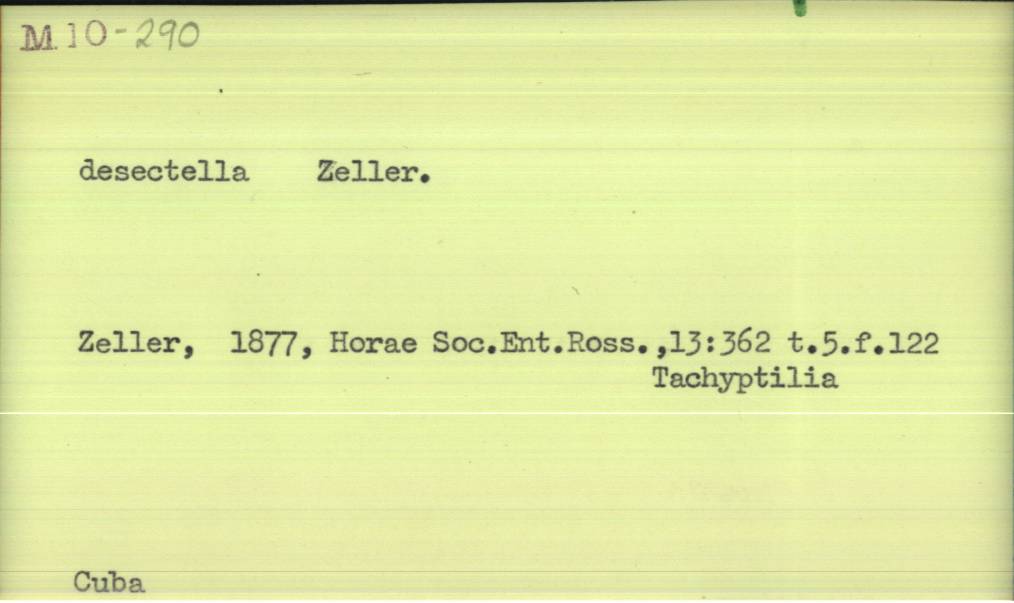 M 10-290
desectella Zeller.
Zeller, 1877, Horae Soc.Ent.Ross.,13:362 t.5.f.122
Tachyptilia
Cuba